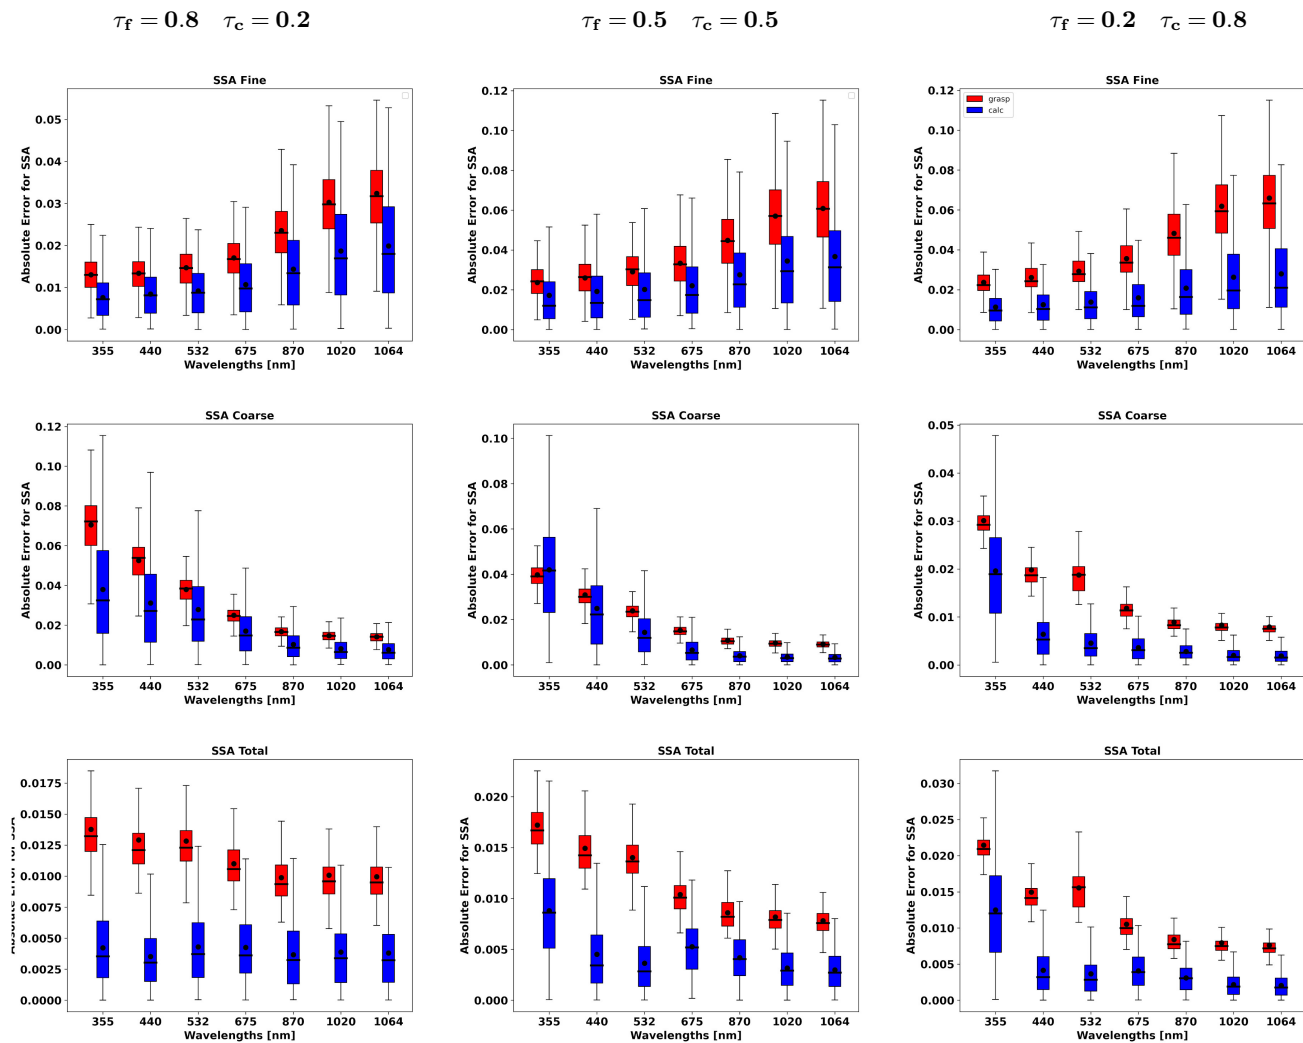 τf = 0.8 τc = 0.2
τf = 0.5 τc = 0.5
τf = 0.2 τc = 0.8
SSA Fine
Absolute Error for SSA
0.05
0.04
0.03
0.02
0.01
0.00
355 440 532 675 870 1020 1064
Wavelengths [nm]
SSA Fine
Absolute Error for SSA
0.12
0.10
0.08
0.06
0.04
0.02
0.00
355 440 532 675 870 1020 1064
Wavelengths [nm]
SSA Fine
grasp
calc
Absolute Error for SSA
0.12
0.10
0.08
0.06
0.04
0.02
0.00
355 440 532 675 870 1020 1064
Wavelengths [nm]
SSA Coarse
Absolute Error for SSA
0.12
0.10
0.08
0.06
0.04
0.02
0.00
355 440 532 675 870 1020 1064
Wavelengths [nm]
SSA Coarse
Absolute Error for SSA
0.10
0.08
0.06
0.04
0.02
0.00
355 440 532 675 870 1020 1064
Wavelengths [nm]
SSA Coarse
Absolute Error for SSA
0.05
0.04
0.03
0.02
0.01
0.00
355 440 532 675 870 1020 1064
Wavelengths [nm]
SSA Total
Absolute Error for SSA
0.0175
0.0150
0.0125
0.0100
0.0075
0.0050
0.0025
0.0000
355 440 532 675 870 1020 1064
Wavelengths [nm]
SSA Total
Absolute Error for SSA
0.020
0.015
0.010
0.005
0.000
355 440 532 675 870 1020 1064
Wavelengths [nm]
SSA Total
Absolute Error for SSA
0.030
0.025
0.020
0.015
0.010
0.005
0.000
355 440 532 675 870 1020 1064
Wavelengths [nm]